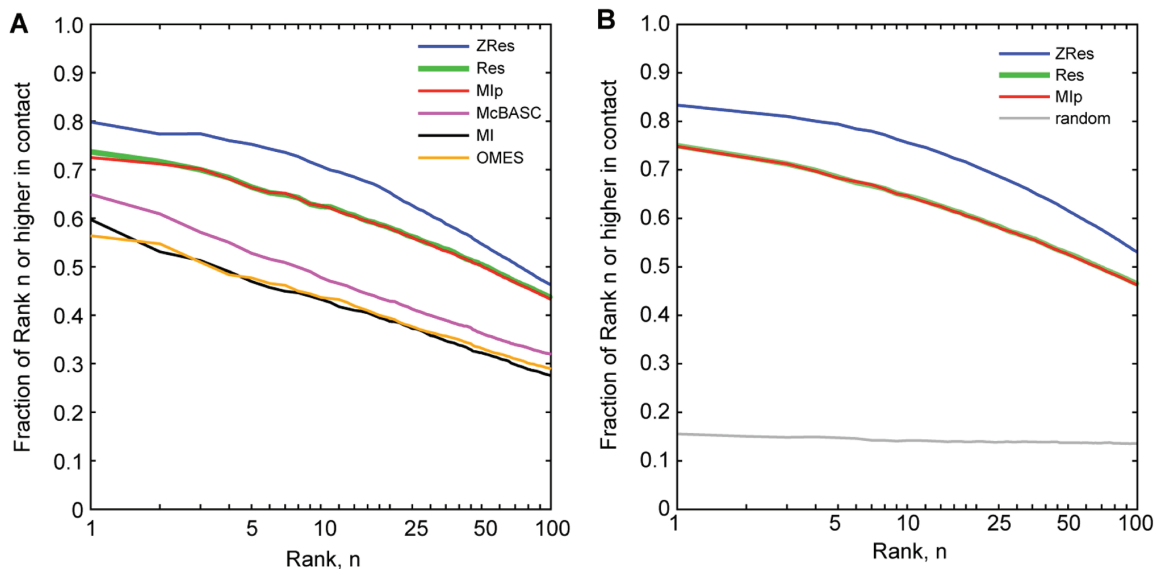 A
Fraction of Rank n or higher in contact
1.0
0.9
0.8
0.7
0.6
0.5
0.4
0.3
0.2
0.1
0
ZRes
Res
MIp
McBASC
MI
OMES
1
5
10
25
50
100
Rank, n
B
Fraction of Rank n or higher in contact
1.0
0.9
0.8
0.7
0.6
0.5
0.4
0.3
0.2
0.1
0
ZRes
Res
MIp
random
1
5
10
25
50
100
Rank, n